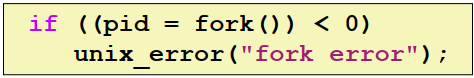 if ((pid = fork()) < 0)
    unix_error("fork error");